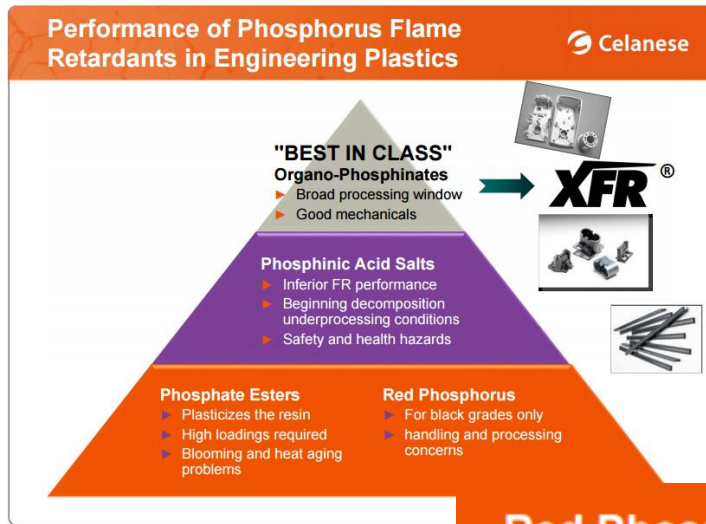 Performance of Phosphorus Flame
Retardants in Engineering Plastics
Celanese
"BEST IN CLASS"
Organo-Phosphinates
► Broad processing window
► Good mechanicals
XFR®
Phosphinic Acid Salts
► Inferior FR performance
► Beginning decomposition
underprocessing conditions
► Safety and health hazards
Phosphate Esters
► Plasticizes the resin
► High loadings required
► Blooming and heat aging
problems
Red Phosphorus
► For black grades only
► handling and processing
concerns